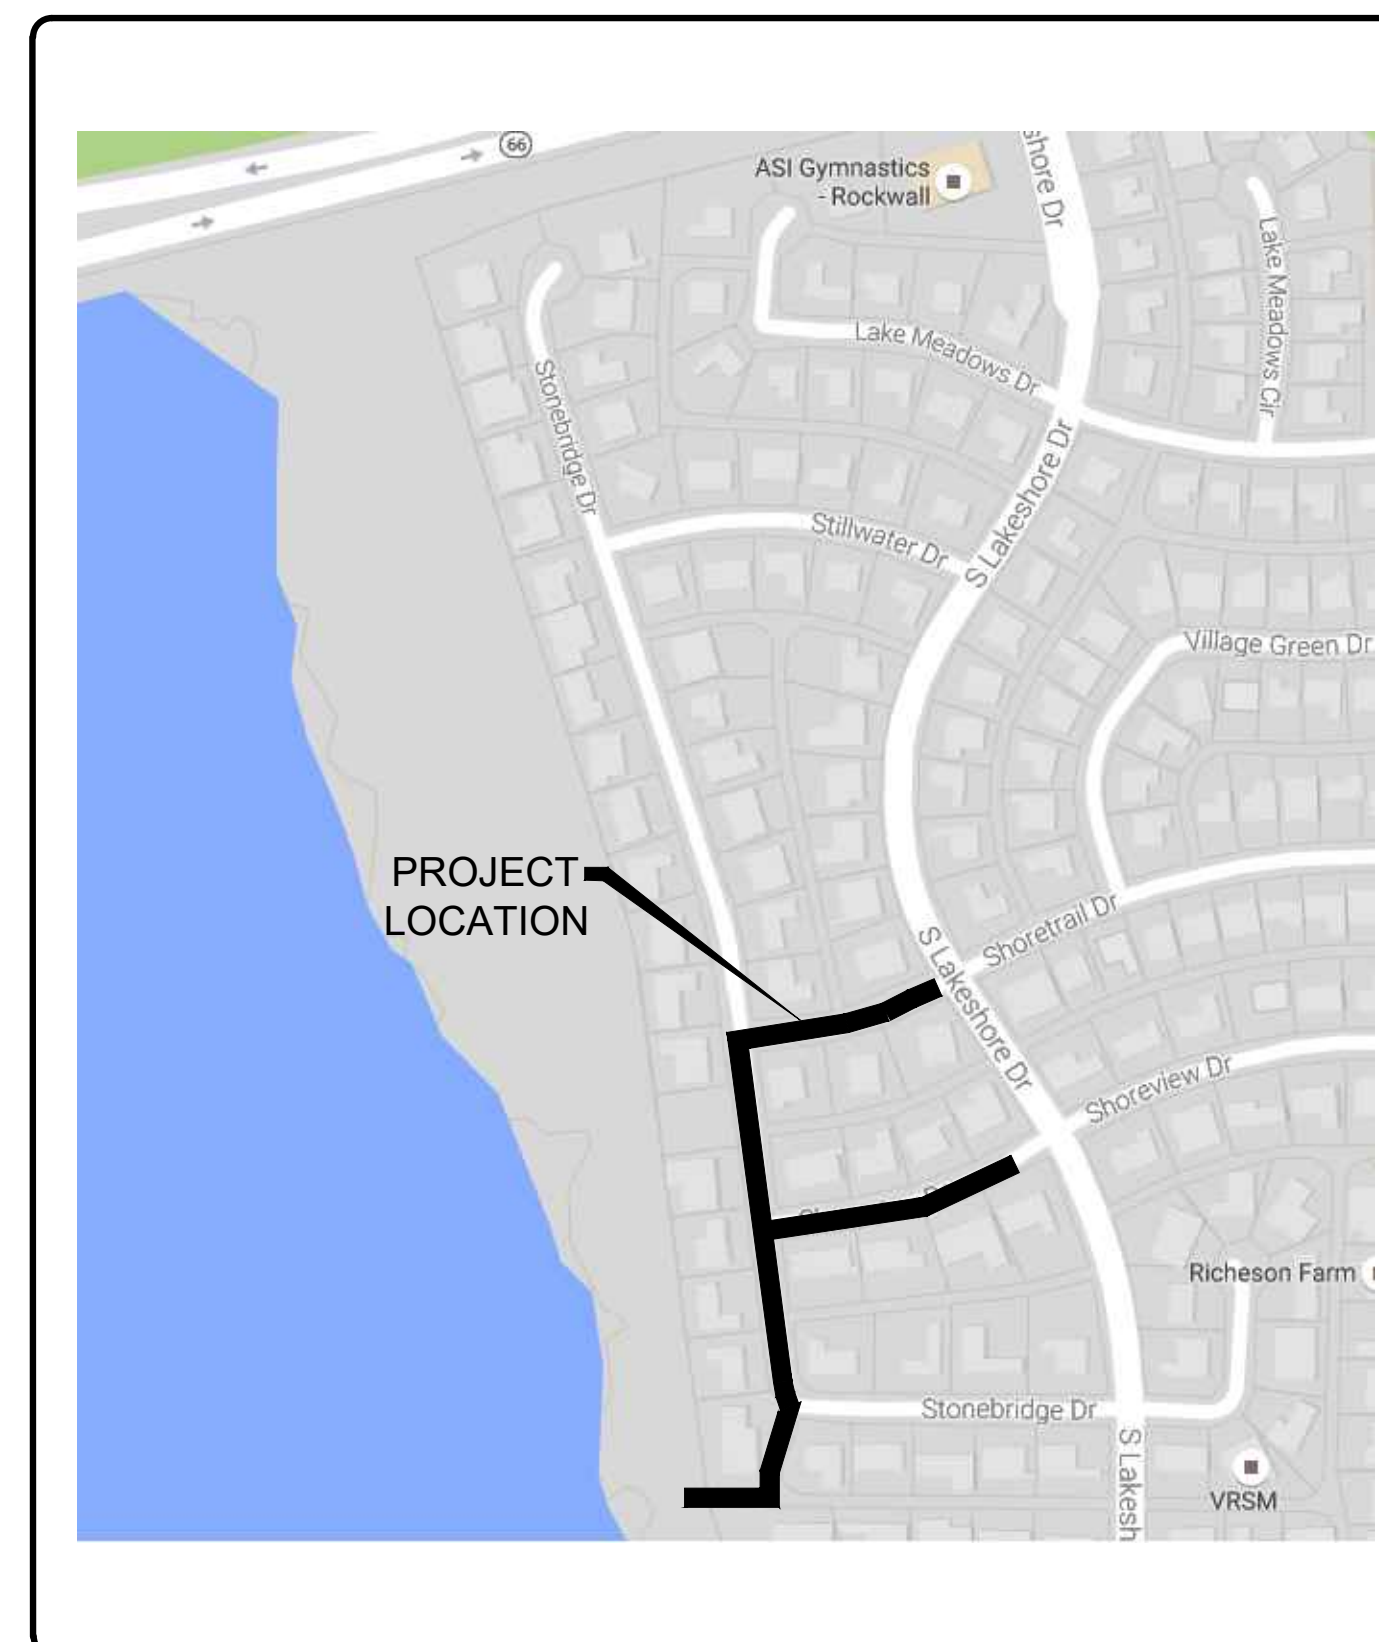 66
ASI Gymnastics
- Rockwall
shore Dr
Lake Meadows Cir
Lake Meadows Dr
Stonebridge Dr
S Lakeshore Dr
Stillwater Dr
Village Green Dr
PROJECT
LOCATION
Shoretrail Dr
S Lakeshore Dr
Shoreview Dr
Richeson Farm
Stonebridge Dr
S Lakesh
VRSM